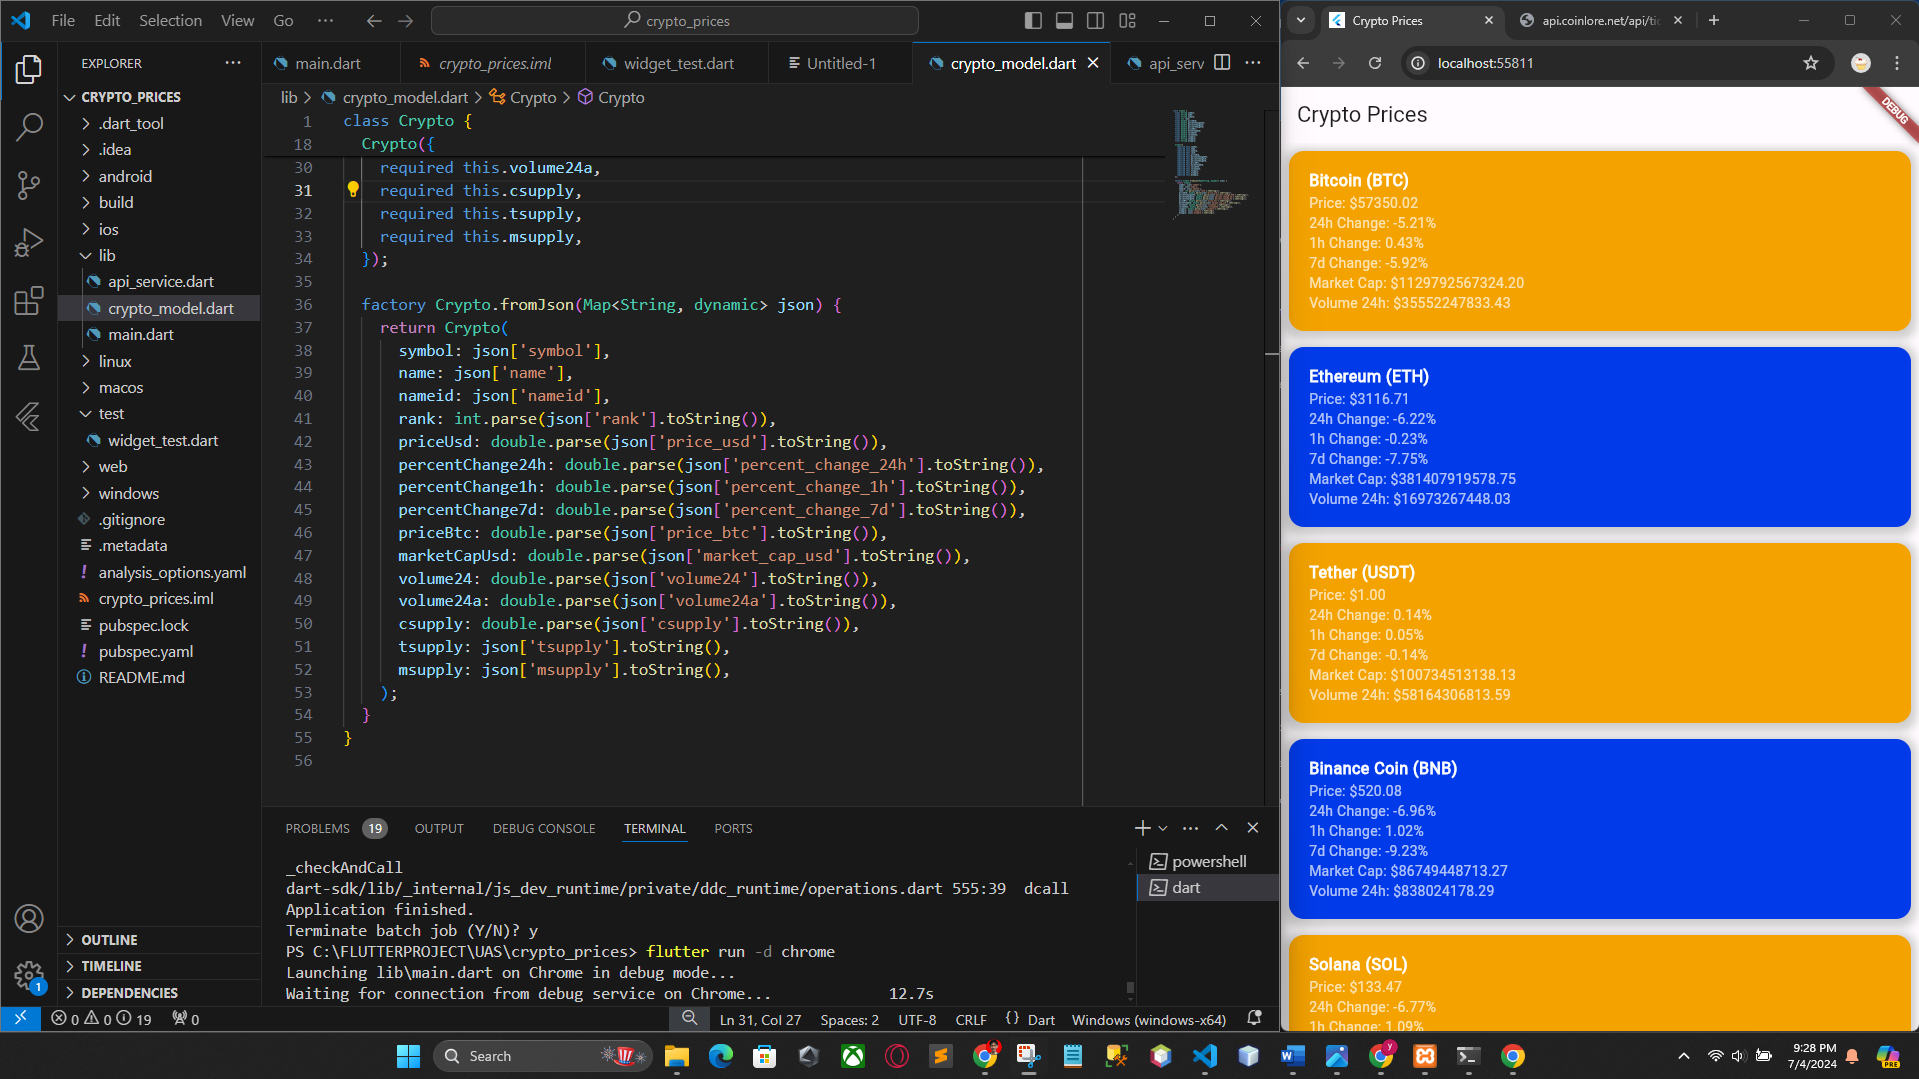 File Edit Selection View Go ···
crypto_prices
EXPLORER
CRYPTO_PRICES
.dart_tool
.idea
android
build
ios
lib
api_service.dart
crypto_model.dart
main.dart
linux
macos
test
widget_test.dart
web
windows
.gitignore
.metadata
analysis_options.yaml
crypto_prices.iml
pubspec.lock
pubspec.yaml
README.md
OUTLINE
TIMELINE
DEPENDENCIES
1
main.dart crypto_prices.iml widget_test.dart Untitled-1 crypto_model.dart api_serv
lib > crypto_model.dart > Crypto > Crypto
1 class Crypto {
18 Crypto({
30 required this.volume24a,
31 required this.csupply,
32 required this.tsupply,
33 required this.msupply,
34 });
35
36 factory Crypto.fromJson(Map<String, dynamic> json) {
37 return Crypto(
38 symbol: json['symbol'],
39 name: json['name'],
40 nameid: json['nameid'],
41 rank: int.parse(json['rank'].toString()),
42 priceUsd: double.parse(json['price_usd'].toString()),
43 percentChange24h: double.parse(json['percent_change_24h'].toString()),
44 percentChange1h: double.parse(json['percent_change_1h'].toString()),
45 percentChange7d: double.parse(json['percent_change_7d'].toString()),
46 priceBtc: double.parse(json['price_btc'].toString()),
47 marketCapUsd: double.parse(json['market_cap_usd'].toString()),
48 volume24: double.parse(json['volume24'].toString()),
49 volume24a: double.parse(json['volume24a'].toString()),
50 csupply: double.parse(json['csupply'].toString()),
51 tsupply: json['tsupply'].toString(),
52 msupply: json['msupply'].toString(),
53 );
54 }
55 }
56
PROBLEMS 19 OUTPUT DEBUG CONSOLE TERMINAL PORTS
_checkAndCall
dart-sdk/lib/_internal/js_dev_runtime/private/ddc_runtime/operations.dart 555:39 dcall
Application finished.
Terminate batch job (Y/N)? y
PS C:\FLUTTERPROJECT\UAS\crypto_prices> flutter run -d chrome
Launching lib\main.dart on Chrome in debug mode...
Waiting for connection from debug service on Chrome... 12.7s
powershell
dart
0 0 19 0 Ln 31, Col 27 Spaces: 2 UTF-8 CRLF {} Dart Windows (windows-x64)
Crypto Prices api.coinlore.net/api/tic
localhost:55811
Crypto Prices
DEBUG
Bitcoin (BTC)
Price: $57350.02
24h Change: -5.21%
1h Change: 0.43%
7d Change: -5.92%
Market Cap: $1129792567324.20
Volume 24h: $35552247833.43
Ethereum (ETH)
Price: $3116.71
24h Change: -6.22%
1h Change: -0.23%
7d Change: -7.75%
Market Cap: $381407919578.75
Volume 24h: $16973267448.03
Tether (USDT)
Price: $1.00
24h Change: 0.14%
1h Change: 0.05%
7d Change: -0.14%
Market Cap: $100734513138.13
Volume 24h: $58164306813.59
Binance Coin (BNB)
Price: $520.08
24h Change: -6.96%
1h Change: 1.02%
7d Change: -9.23%
Market Cap: $86749448713.27
Volume 24h: $838024178.29
Solana (SOL)
Price: $133.47
24h Change: -6.77%
1h Change: 1.09%
Search
9:28 PM
7/4/2024
PRE